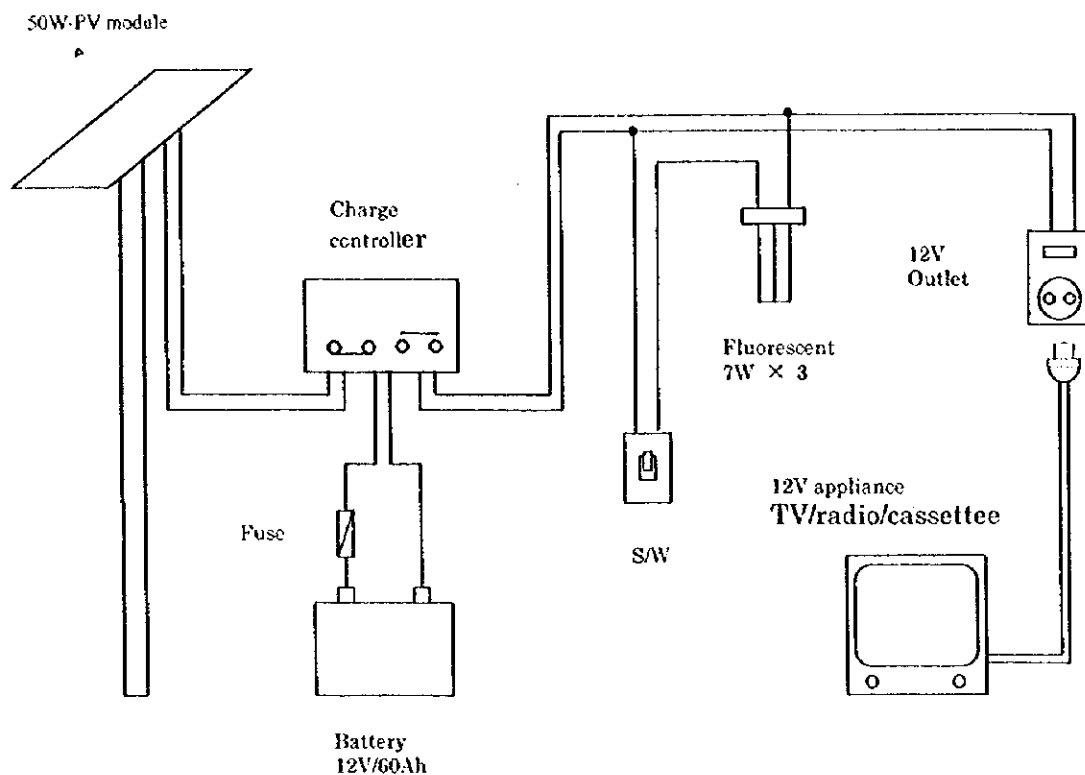 50W-PV module
Charge
controller
12V
Outlet
Fluorescent
7W × 3
12V appliance
TV/radio/cassettee
Fuse
S/W
Battery
12V/60Ah